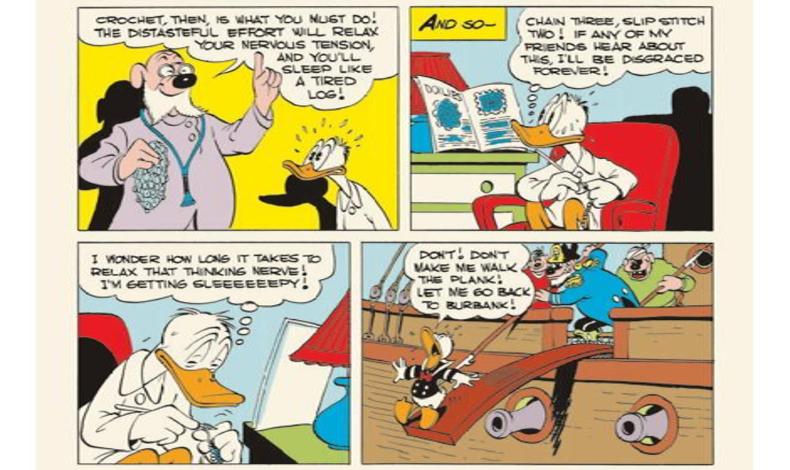 CROCHET, THEN, IS WHAT YOU MUST DO!
THE DISTASTEFUL EFFORT WILL RELAX
YOUR NERVOUS TENSION,
AND YOU'LL
SLEEP LIKE
A TIRED
LOG!
AND SO—
CHAIN THREE, SLIP STITCH
TWO! IF ANY OF MY
FRIENDS HEAR ABOUT
THIS, I'LL BE DISGRACED
FOREVER!
DOILIES
I WONDER HOW LONG IT TAKES TO
RELAX THAT THINKING NERVE!
I'M GETTING SLEEEEEEPY!
DON'T! DON'T
MAKE ME WALK
THE PLANK!
LET ME GO BACK
TO BURBANK!